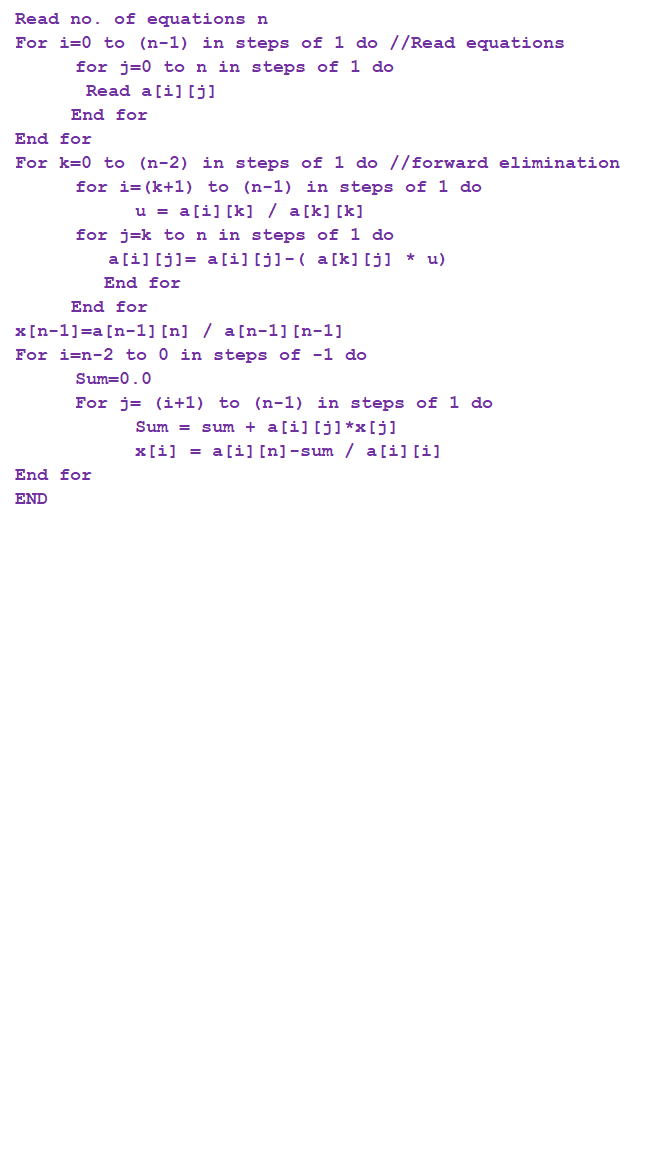 Read no. of equations n
For i=0 to (n-1) in steps of 1 do //Read equations
for j=0 to n in steps of 1 do
Read a[i][j]
End for
End for
For k=0 to (n-2) in steps of 1 do //forward elimination
for i=(k+1) to (n-1) in steps of 1 do
u = a[i][k] / a[k][k]
for j=k to n in steps of 1 do
a[i][j]= a[i][j]-( a[k][j] * u)
End for
End for
x[n-1]=a[n-1][n] / a[n-1][n-1]
For i=n-2 to 0 in steps of -1 do
Sum=0.0
For j= (i+1) to (n-1) in steps of 1 do
Sum = sum + a[i][j]*x[j]
x[i] = a[i][n]-sum / a[i][i]
End for
END